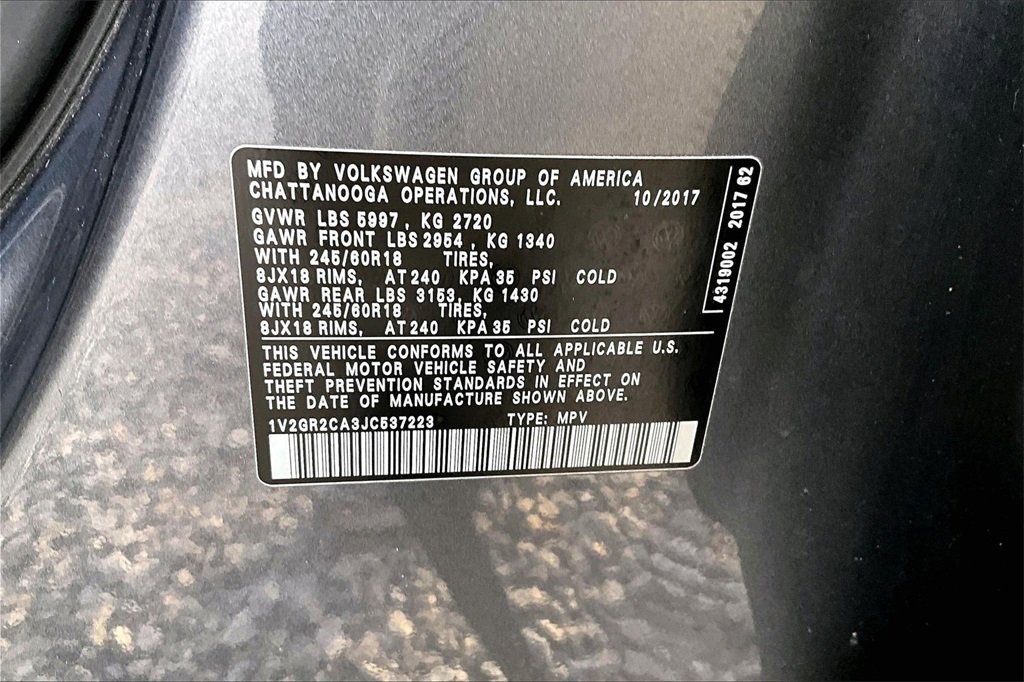 MFD BY VOLKSWAGEN GROUP OF AMERICA
CHATTANOOGA OPERATIONS, LLC. 10/2017
GVWR LBS 5997, KG 2720
GAWR FRONT LBS 2954, KG 1340
WITH 245/60R18 TIRES,
8JX18 RIMS, AT 240 KPA 35 PSI COLD
GAWR REAR LBS 3153, KG 1430
WITH 245/60R18 TIRES,
8JX18 RIMS, AT 240 KPA 35 PSI COLD
THIS VEHICLE CONFORMS TO ALL APPLICABLE U.S.
FEDERAL MOTOR VEHICLE SAFETY AND
THEFT PREVENTION STANDARDS IN EFFECT ON
THE DATE OF MANUFACTURE SHOWN ABOVE.
1V2GR2CA3JC537223 TYPE: MPV
4319002 2017 62